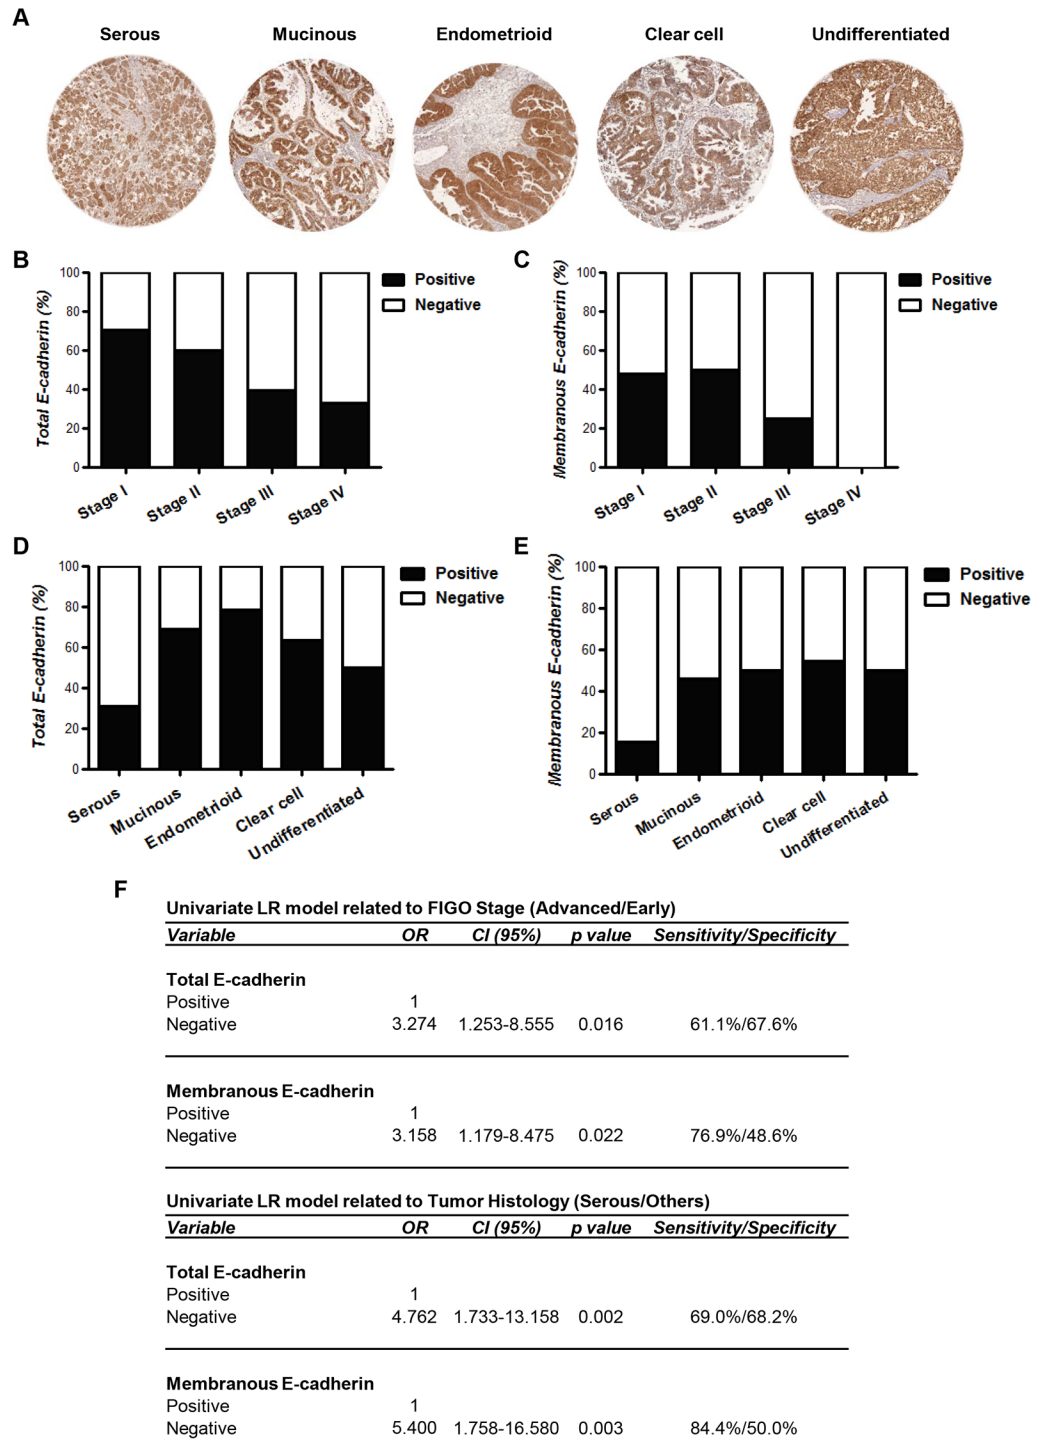 A
Serous Mucinous Endometrioid Clear cell Undifferentiated
B
Total E-cadherin (%)
100
80
60
40
20
0
Stage I Stage II Stage III Stage IV
Positive
Negative
C
Membranous E-cadherin (%)
100
80
60
40
20
0
Stage I Stage II Stage III Stage IV
Positive
Negative
D
Total E-cadherin (%)
100
80
60
40
20
0
Serous Mucinous Endometrioid Clear cell Undifferentiated
Positive
Negative
E
Membranous E-cadherin (%)
100
80
60
40
20
0
Serous Mucinous Endometrioid Clear cell Undifferentiated
Positive
Negative
F
Univariate LR model related to FIGO Stage (Advanced/Early)
Variable OR CI (95%) p value Sensitivity/Specificity
Total E-cadherin
Positive 1
Negative 3.274 1.253-8.555 0.016 61.1%/67.6%
Membranous E-cadherin
Positive 1
Negative 3.158 1.179-8.475 0.022 76.9%/48.6%
Univariate LR model related to Tumor Histology (Serous/Others)
Variable OR CI (95%) p value Sensitivity/Specificity
Total E-cadherin
Positive 1
Negative 4.762 1.733-13.158 0.002 69.0%/68.2%
Membranous E-cadherin
Positive 1
Negative 5.400 1.758-16.580 0.003 84.4%/50.0%